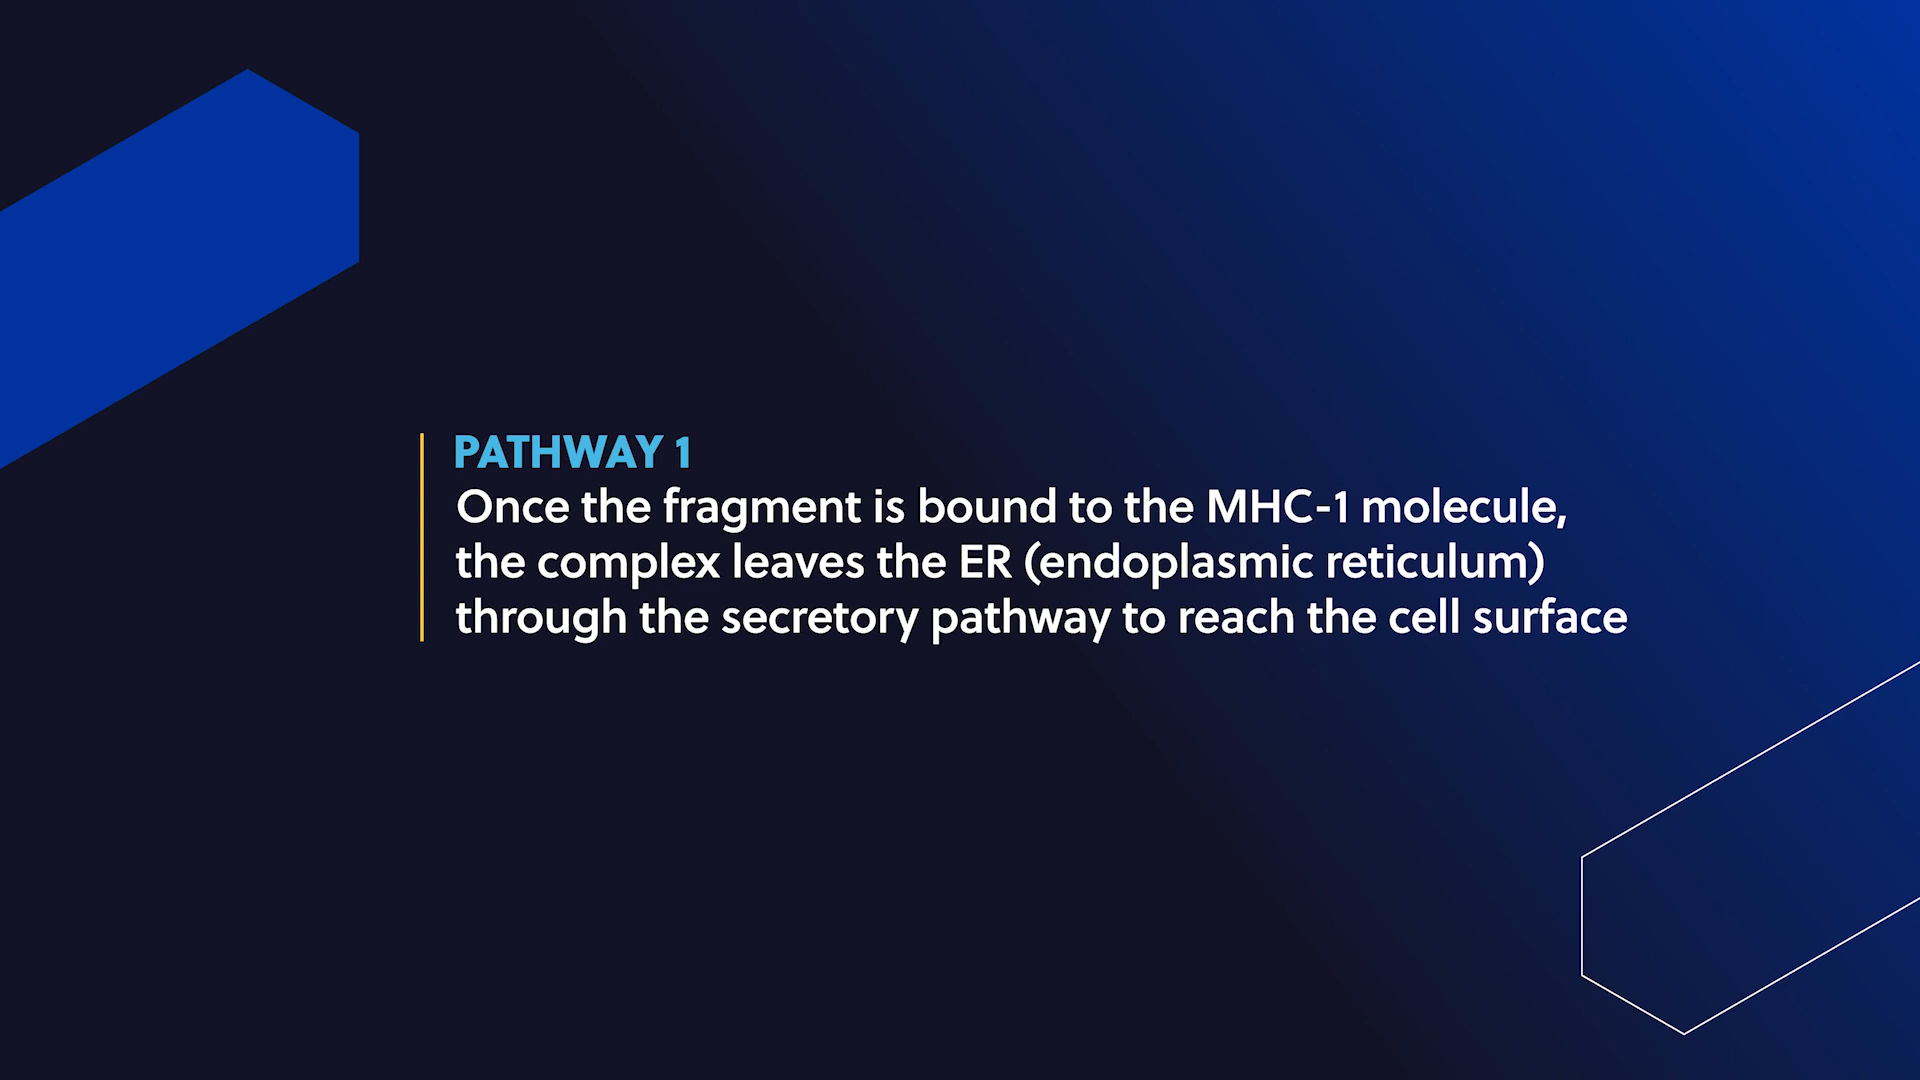 PATHWAY 1
Once the fragment is bound to the MHC-1 molecule,
the complex leaves the ER (endoplasmic reticulum)
through the secretory pathway to reach the cell surface